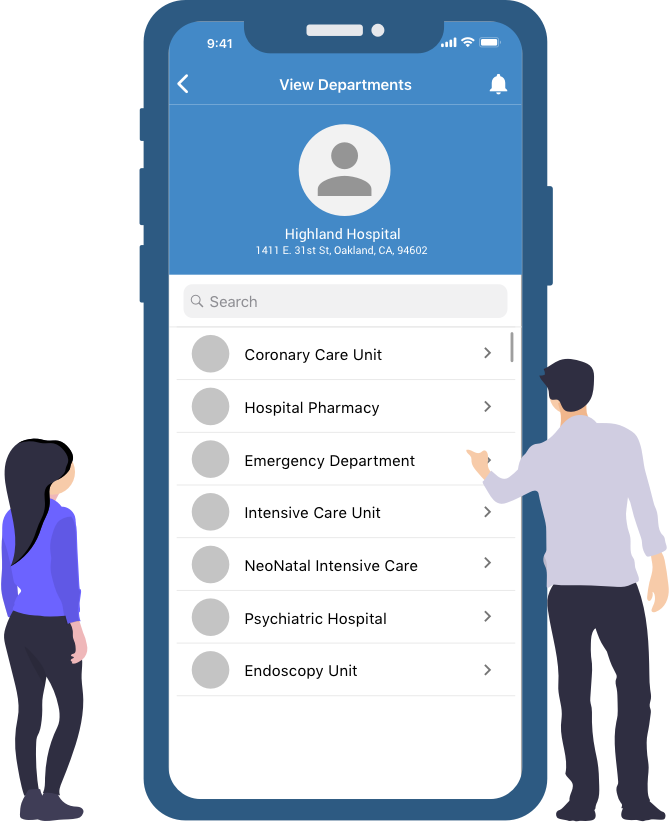 9:41
View Departments
Highland Hospital
1411 E. 31st St, Oakland, CA, 94602
Search
Coronary Care Unit
Hospital Pharmacy
Emergency Department
Intensive Care Unit
NeoNatal Intensive Care
Psychiatric Hospital
Endoscopy Unit